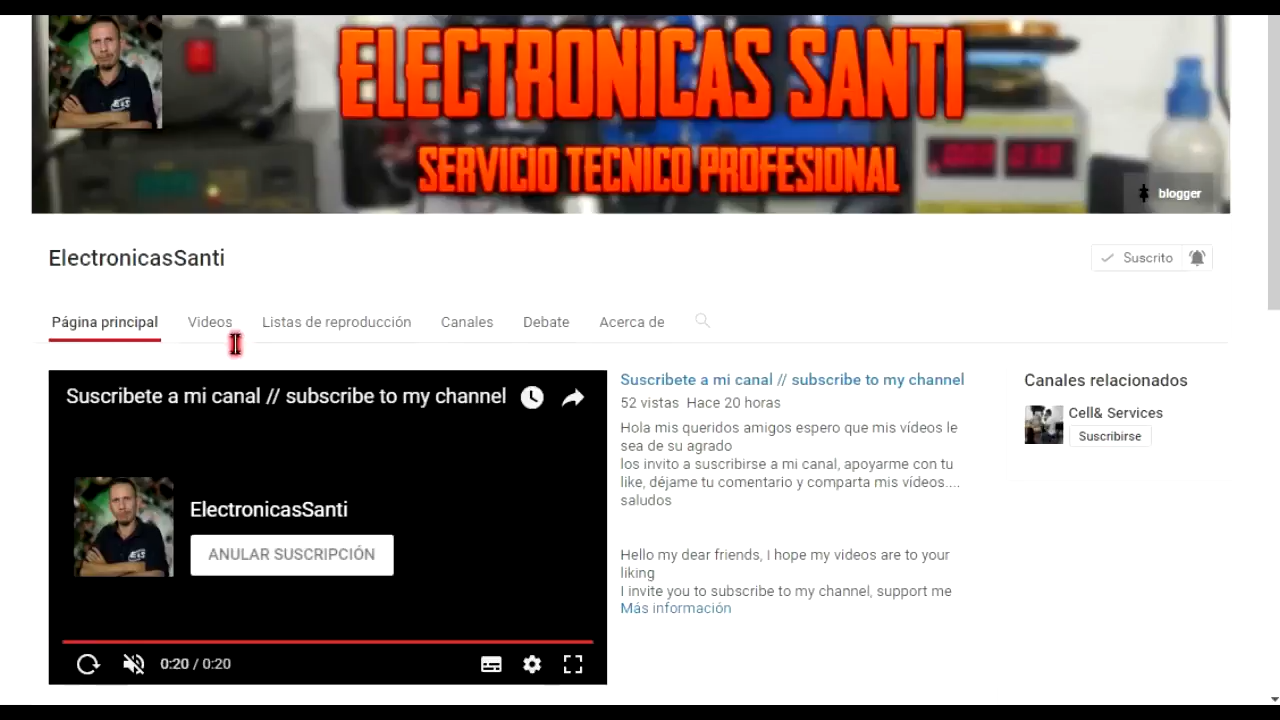 ELECTRONICAS SANTI
SERVICIO TECNICO PROFESIONAL
blogger
ElectronicasSanti
Suscrito
Página principal
Videos
Listas de reproducción
Canales
Debate
Acerca de
Suscribete a mi canal // subscribe to my channel
ElectronicasSanti
ANULAR SUSCRIPCIÓN
0:20 / 0:20
Suscribete a mi canal // subscribe to my channel
52 vistas Hace 20 horas
Hola mis queridos amigos espero que mis vídeos le
sea de su agrado
los invito a suscribirse a mi canal, apoyarme con tu
like, déjame tu comentario y comparta mis vídeos....
saludos
Hello my dear friends, I hope my videos are to your
liking
I invite you to subscribe to my channel, support me
Más información
Canales relacionados
Cell& Services
Suscribirse